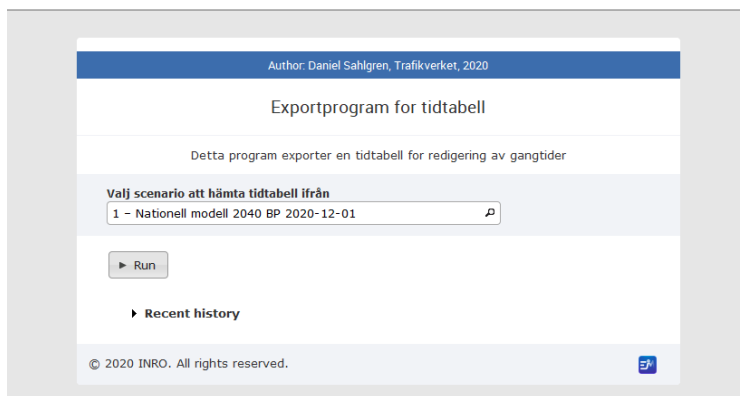 Author: Daniel Sahlgren, Trafikverket, 2020
Exportprogram for tidtabell
Detta program exporter en tidtabell for redigering av gangtider
Valj scenario att hämta tidtabell ifrån
1 – Nationell modell 2040 BP 2020-12-01
Run
Recent history
© 2020 INRO. All rights reserved.